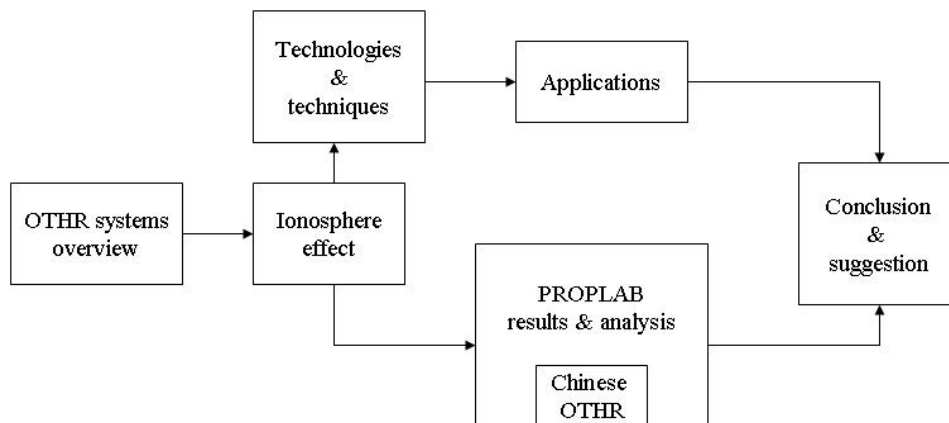 Technologies
&
techniques
Applications
OTHR systems
overview
Ionosphere
effect
Conclusion
&
suggestion
PROPLAB
results & analysis
Chinese
OTHR